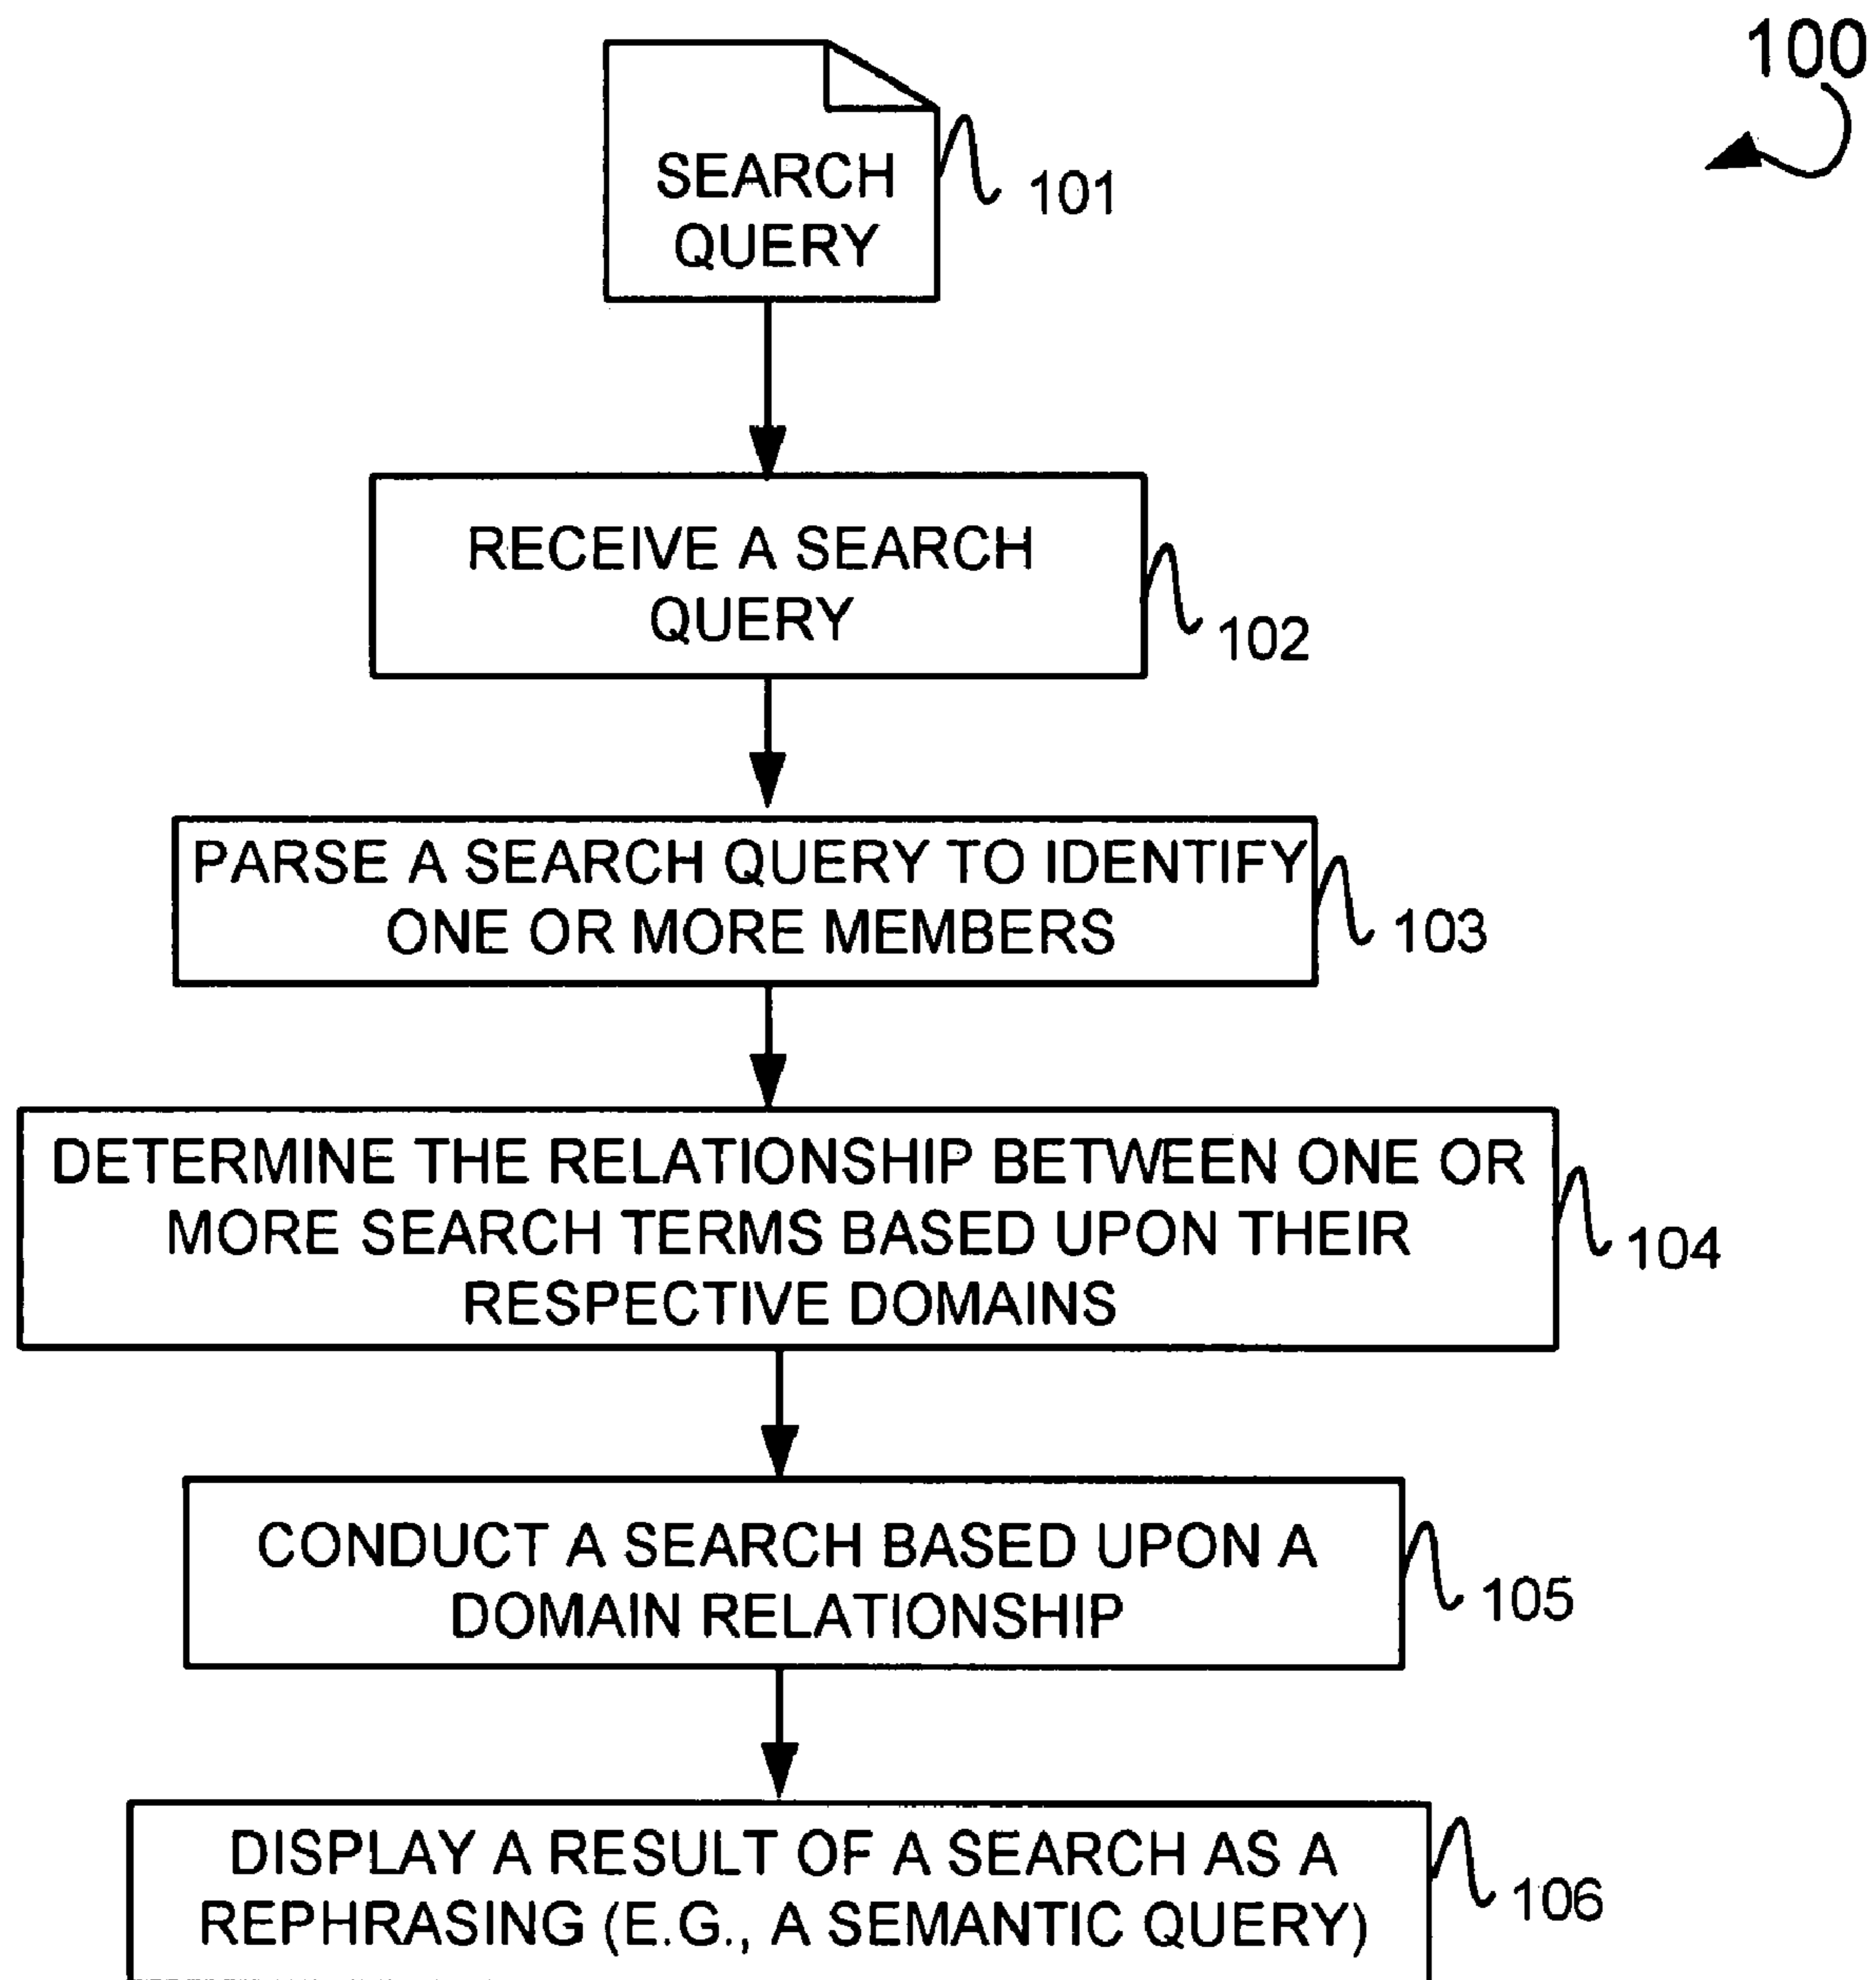 100
SEARCH
QUERY
101
RECEIVE A SEARCH
QUERY
102
PARSE A SEARCH QUERY TO IDENTIFY
ONE OR MORE MEMBERS
103
DETERMINE THE RELATIONSHIP BETWEEN ONE OR
MORE SEARCH TERMS BASED UPON THEIR
RESPECTIVE DOMAINS
104
CONDUCT A SEARCH BASED UPON A
DOMAIN RELATIONSHIP
105
DISPLAY A RESULT OF A SEARCH AS A
REPHRASING (E.G., A SEMANTIC QUERY)
106